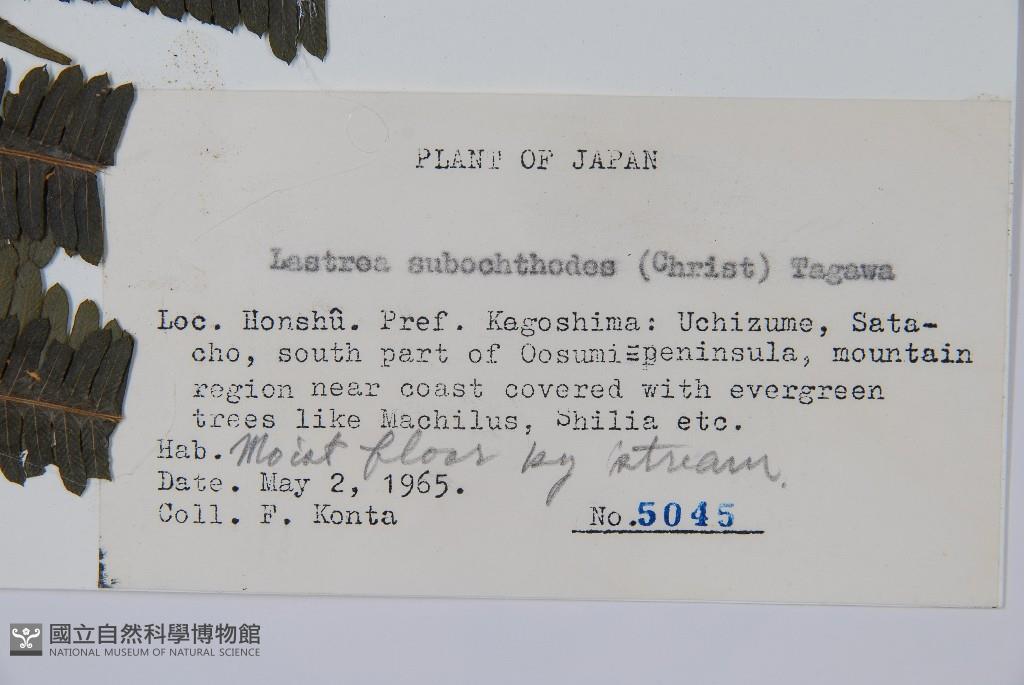 PLANT OF JAPAN
Lastrea subochthodes (Christ) Tagawa
Loc. Honshû. Pref. Kagoshima: Uchizume, Sata-
cho, south part of Oosumi=peninsula, mountain
region near coast covered with evergreen
trees like Machilus, Shilia etc.
Hab. Moist floor by stream.
Date. May 2, 1965.
Coll. F. Konta
No.5045
國立自然科學博物館
NATIONAL MUSEUM OF NATURAL SCIENCE